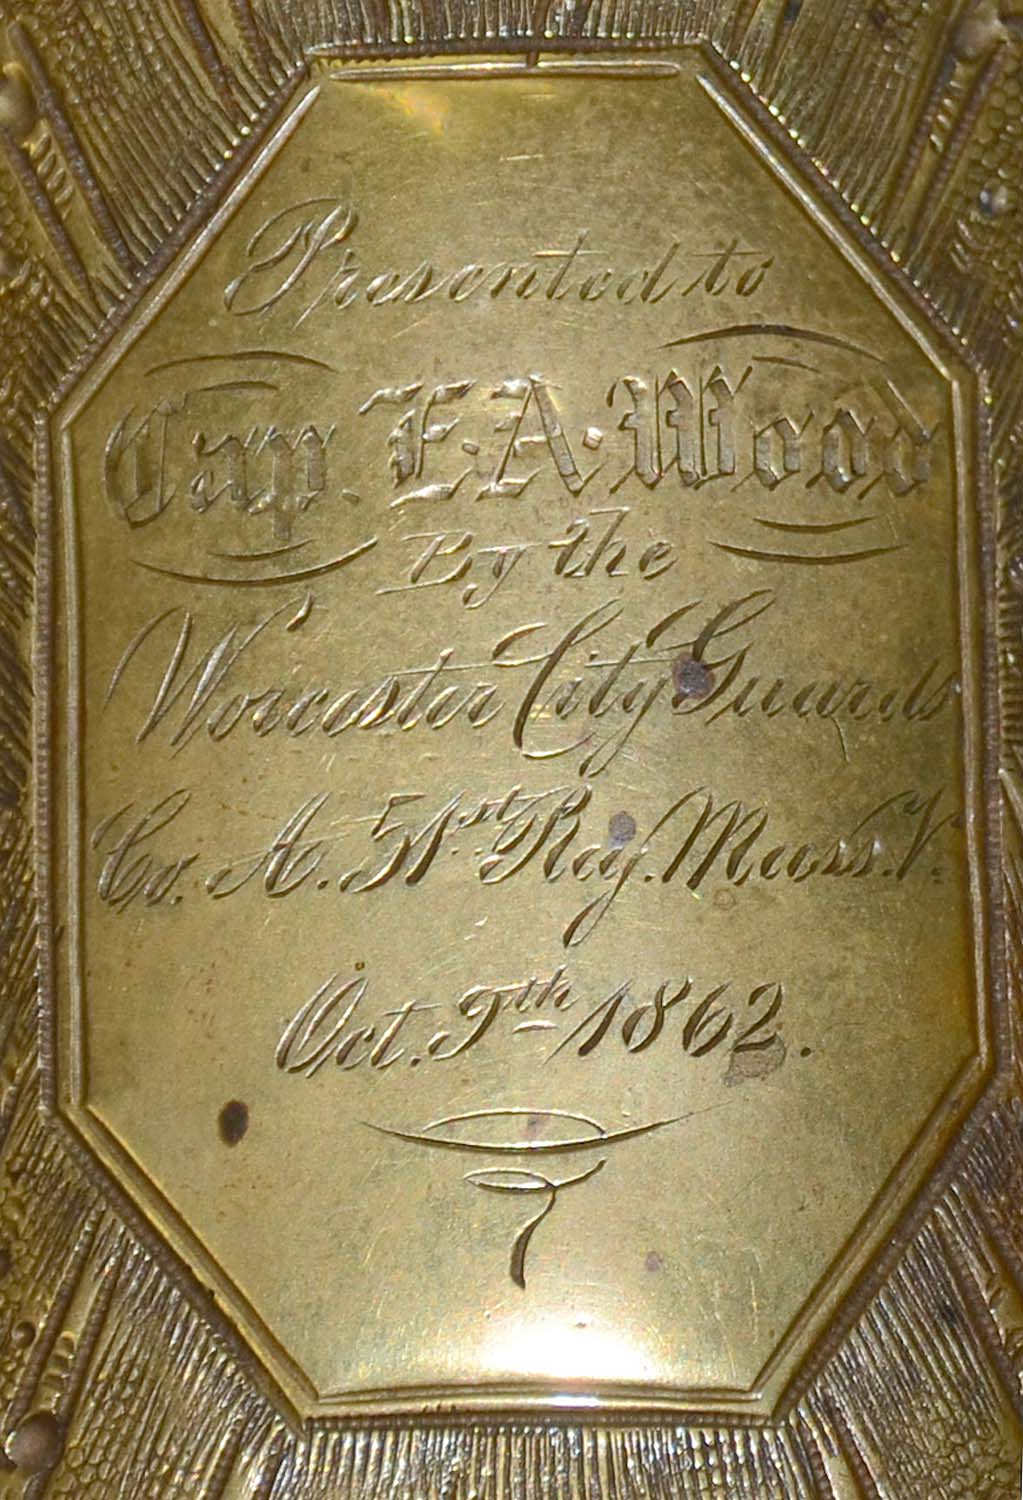 Presented to
Cap. E. A. Wood
By the
Worcester City Guards
Co. A. 51st. Reg. Mass. V.
Oct. 9th 1862.